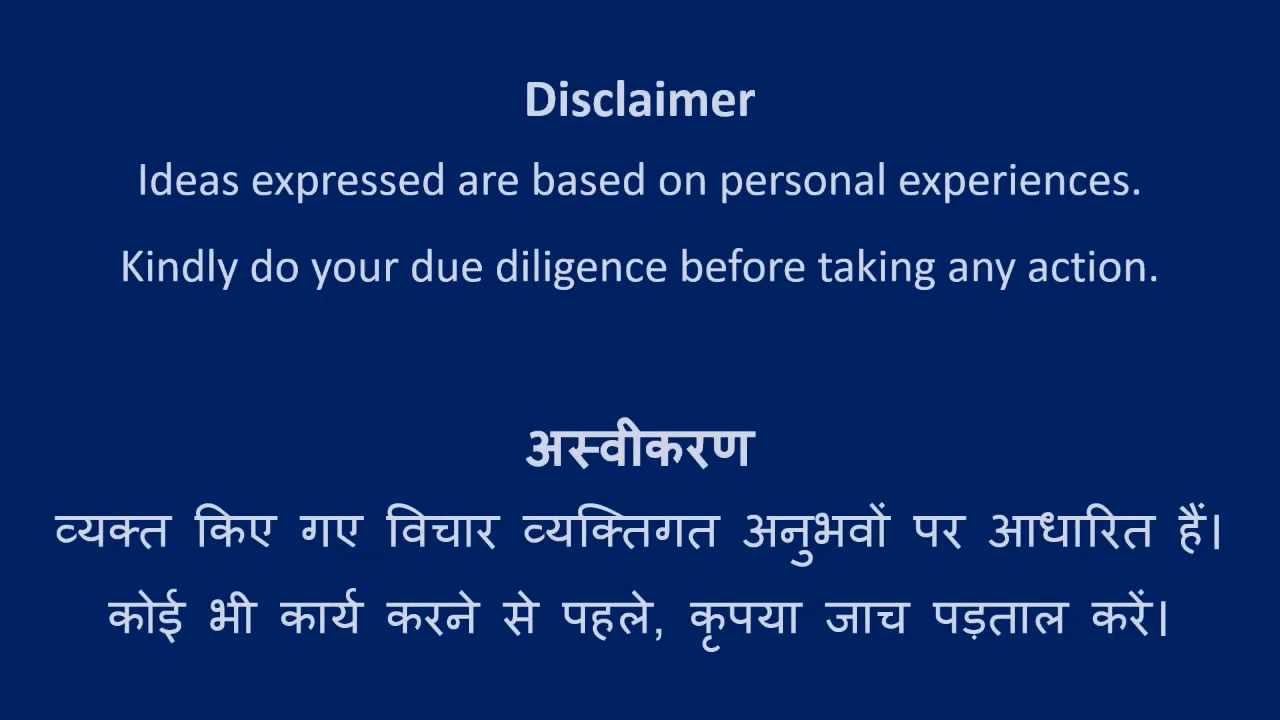 Disclaimer
Ideas expressed are based on personal experiences.
Kindly do your due diligence before taking any action.
अस्वीकरण
व्यक्त किए गए विचार व्यक्तिगत अनुभवों पर आधारित हैं।
कोई भी कार्य करने से पहले, कृपया जाच पड़ताल करें।